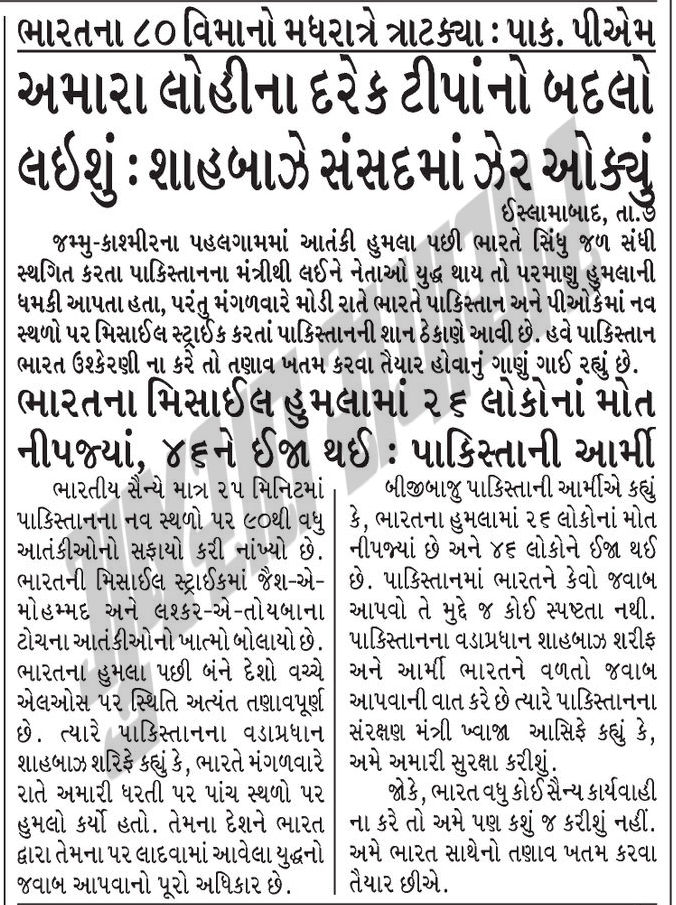 ભારતના ૮૦ વિમાનો મધરાત્રે ત્રાટક્યા : પાક. પીએમ
અમારા લોહીના દરેક ટીપાંનો બદલો
લઇશું : શાહબાઝે સંસદમાં ઝેર ઓક્યું
ઈસ્લામાબાદ, તા.૭
જમ્મુ-કાશ્મીરના પહલગામમાં આતંકી હુમલા પછી ભારતે સિંધુ જળ સંધી
સ્થગિત કરતા પાકિસ્તાનના મંત્રીથી લઈને નેતાઓ યુદ્ધ થાય તો પરમાણુ હુમલાની
ધમકી આપતા હતા, પરંતુ મંગળવારે મોડી રાતે ભારતે પાકિસ્તાન અને પીઓકેમાં નવ
સ્થળો પર મિસાઈલ સ્ટ્રાઈક કરતાં પાકિસ્તાનની શાન ઠેકાણે આવી છે. હવે પાકિસ્તાન
ભારત ઉશ્કેરણી ના કરે તો તણાવ ખતમ કરવા તૈયાર હોવાનું ગાણું ગાઈ રહ્યું છે.
ભારતના મિસાઈલ હુમલામાં ૨૬ લોકોનાં મોત
નીપજ્યાં, ૪૬ને ઈજા થઈ : પાકિસ્તાની આર્મી
ભારતીય સૈન્યે માત્ર ૨૫ મિનિટમાં
પાકિસ્તાનના નવ સ્થળો પર ૯૦થી વધુ
આતંકીઓનો સફાયો કરી નાંખ્યો છે.
ભારતની મિસાઈલ સ્ટ્રાઈકમાં જૈશ-એ-
મોહમ્મદ અને લશ્કર-એ-તોયબાના
ટોચના આતંકીઓનો ખાત્મો બોલાયો છે.
ભારતના હુમલા પછી બંને દેશો વચ્ચે
એલઓસ પર સ્થિતિ અત્યંત તણાવપૂર્ણ
છે. ત્યારે પાકિસ્તાનના વડાપ્રધાન
શાહબાઝ શરિફે કહ્યું કે, ભારતે મંગળવારે
રાતે અમારી ધરતી પર પાંચ સ્થળો પર
હુમલો કર્યો હતો. તેમના દેશને ભારત
દ્વારા તેમના પર લાદવામાં આવેલા યુદ્ધનો
જવાબ આપવાનો પૂરો અધિકાર છે.
બીજીબાજુ પાકિસ્તાની આર્મીએ કહ્યું
કે, ભારતના હુમલામાં ૨૬ લોકોનાં મોત
નીપજ્યાં છે અને ૪૬ લોકોને ઈજા થઈ
છે. પાકિસ્તાનમાં ભારતને કેવો જવાબ
આપવો તે મુદ્દે જ કોઈ સ્પષ્ટતા નથી.
પાકિસ્તાનના વડાપ્રધાન શાહબાઝ શરીફ
અને આર્મી ભારતને વળતો જવાબ
આપવાની વાત કરે છે ત્યારે પાકિસ્તાનના
સંરક્ષણ મંત્રી ખ્વાજા આસિફે કહ્યું કે,
અમે અમારી સુરક્ષા કરીશું.
જોકે, ભારત વધુ કોઈ સૈન્ય કાર્યવાહી
ના કરે તો અમે પણ કશું જ કરીશું નહીં.
અમે ભારત સાથેનો તણાવ ખતમ કરવા
તૈયાર છીએ.